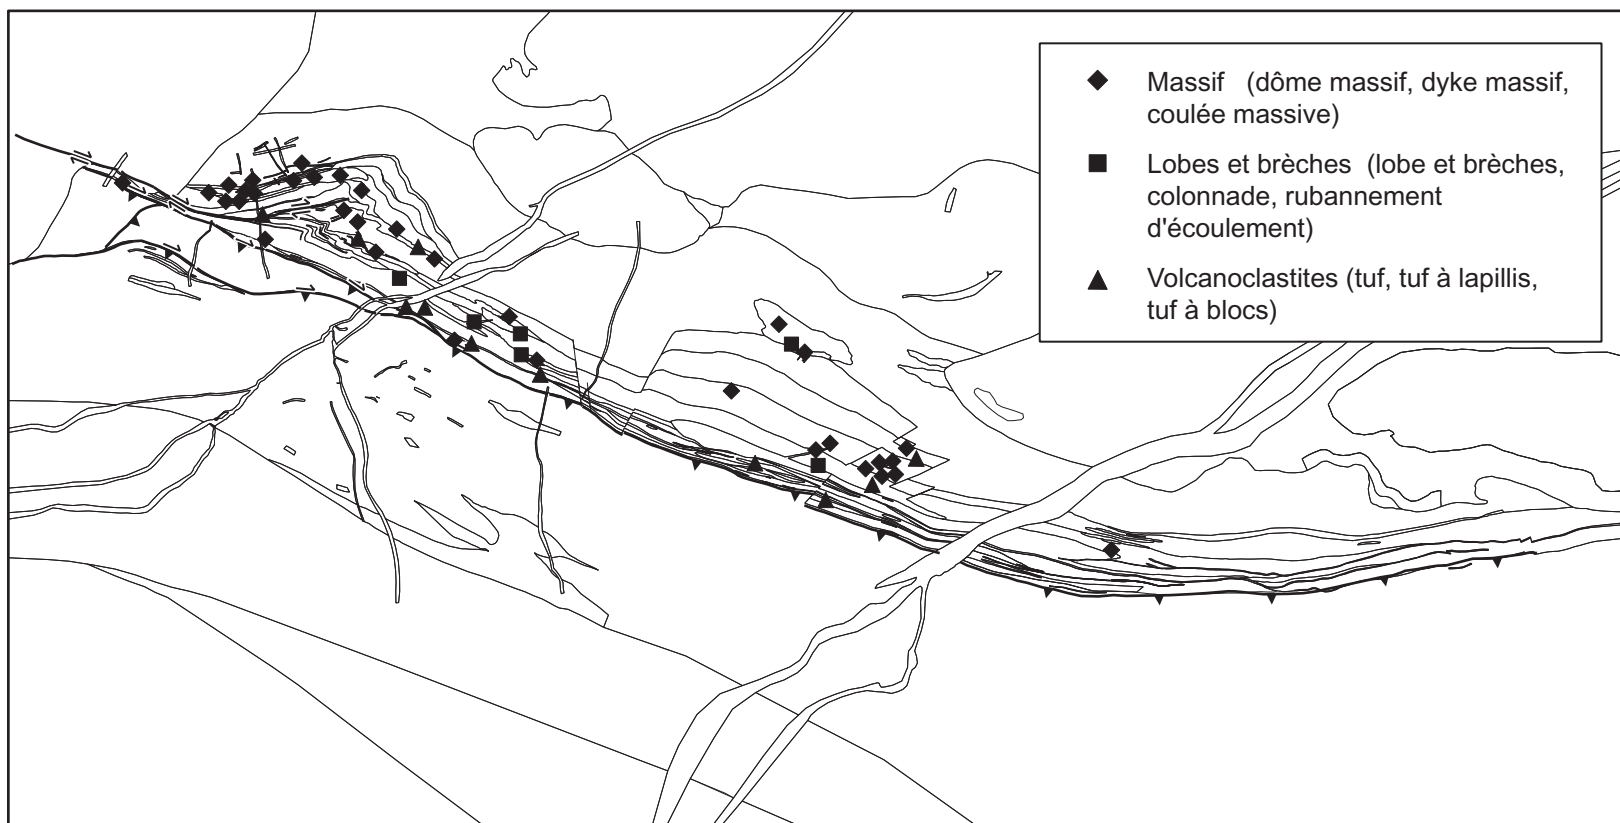 Massif (dôme massif, dyke massif,
coulée massive)
Lobes et brèches (lobe et brèches,
colonnade, rubannement
d'écoulement)
Volcanoclastites (tuf, tuf à lapillis,
tuf à blocs)